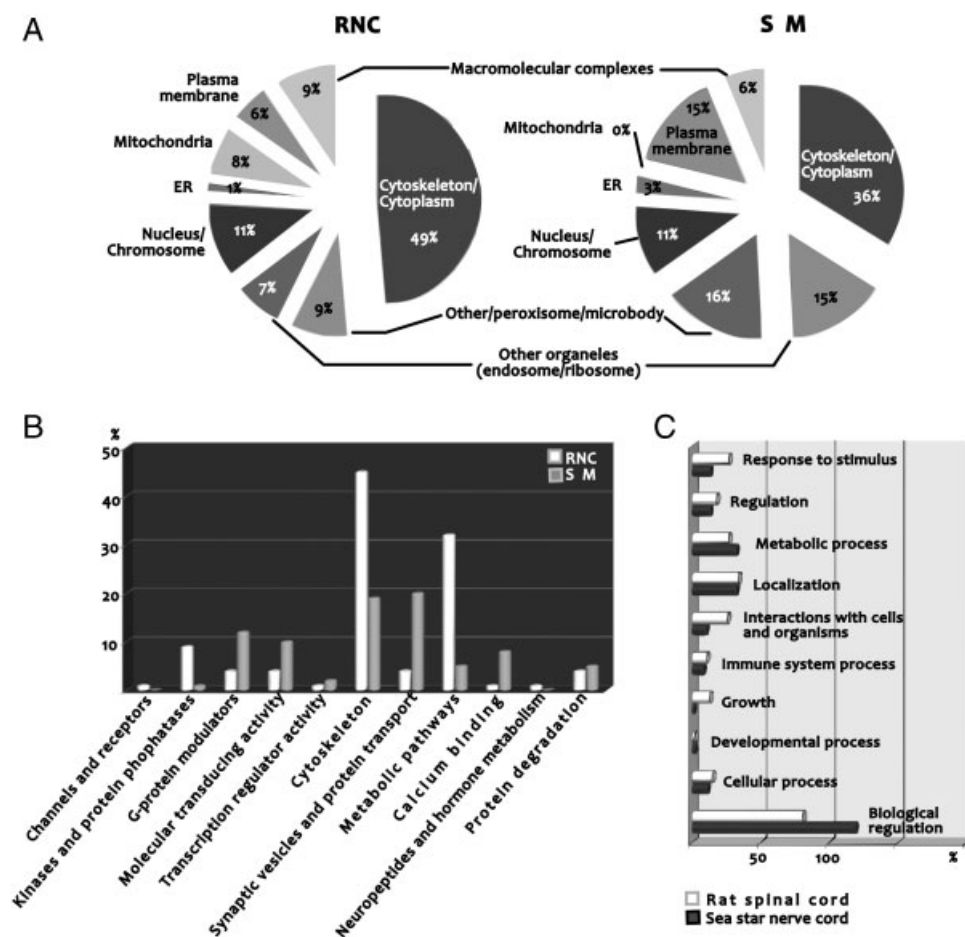 A
RNC
S M
Macromolecular complexes
Plasma
membrane
9%
6%
Mitochondria
8%
ER
1%
Nucleus/
Chromosome
11%
7%
9%
Cytoskeleton/
Cytoplasm
49%
6%
15%
Plasma
membrane
Mitochondria 0%
ER
3%
Nucleus/
Chromosome
11%
16%
15%
Cytoskeleton/
Cytoplasm
36%
Other/peroxisome/microbody
Other organeles
(endosome/ribosome)
B
%
50
40
30
20
10
RNC
S M
Channels and receptors
Kinases and protein phophatases
G-protein modulators
Molecular transducing activity
Transcription regulator activity
Cytoskeleton
Synaptic vesicles and protein transport
Metabolic pathways
Calcium binding
Neuropeptides and hormone metabolism
Protein degradation
C
Response to stimulus
Regulation
Metabolic process
Localization
Interactions with cells
and organisms
Immune system process
Growth
Developmental process
Cellular process
Biological
regulation
50 100 %
Rat spinal cord
Sea star nerve cord